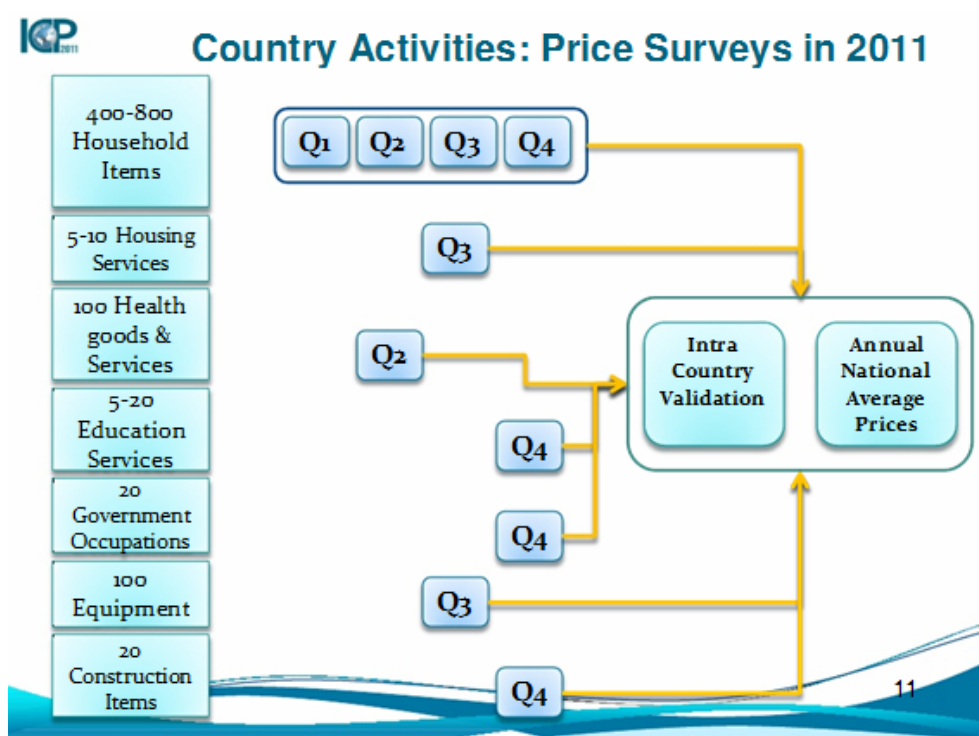 ICP
2011
Country Activities: Price Surveys in 2011
400-800
Household
Items
Q1 Q2 Q3 Q4
5-10 Housing
Services
Q3
100 Health
goods &
Services
Q2
Intra
Country
Validation
Annual
National
Average
Prices
5-20
Education
Services
Q4
20
Government
Occupations
Q4
100
Equipment
Q3
20
Construction
Items
Q4
11